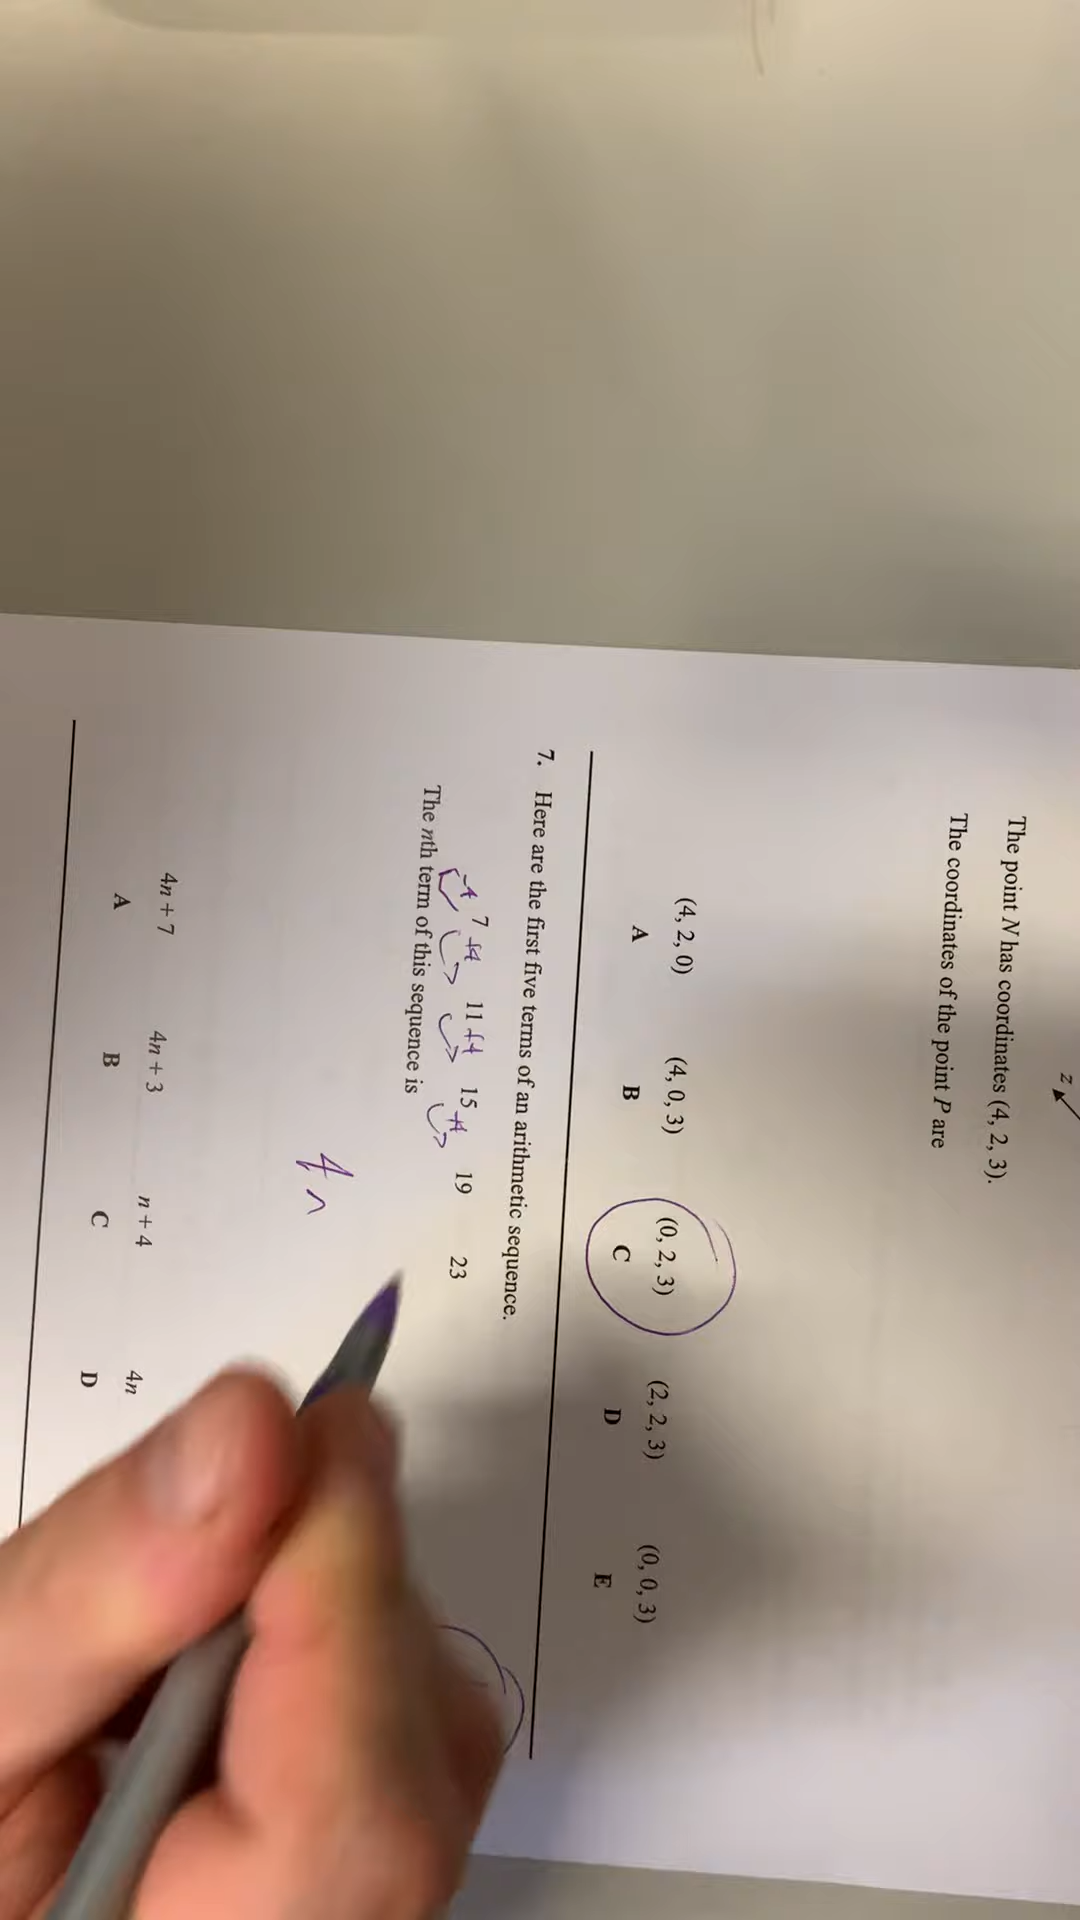 z
The point N has coordinates (4, 2, 3).
The coordinates of the point P are
(4, 2, 0) (4, 0, 3) (0, 2, 3) (2, 2, 3) (0, 0, 3)
A B C D E
7. Here are the first five terms of an arithmetic sequence.
7 11 15 19 23
-4 +4 +4 +4
The nth term of this sequence is
4n
4n + 7 4n + 3 n + 4 4n
A B C D